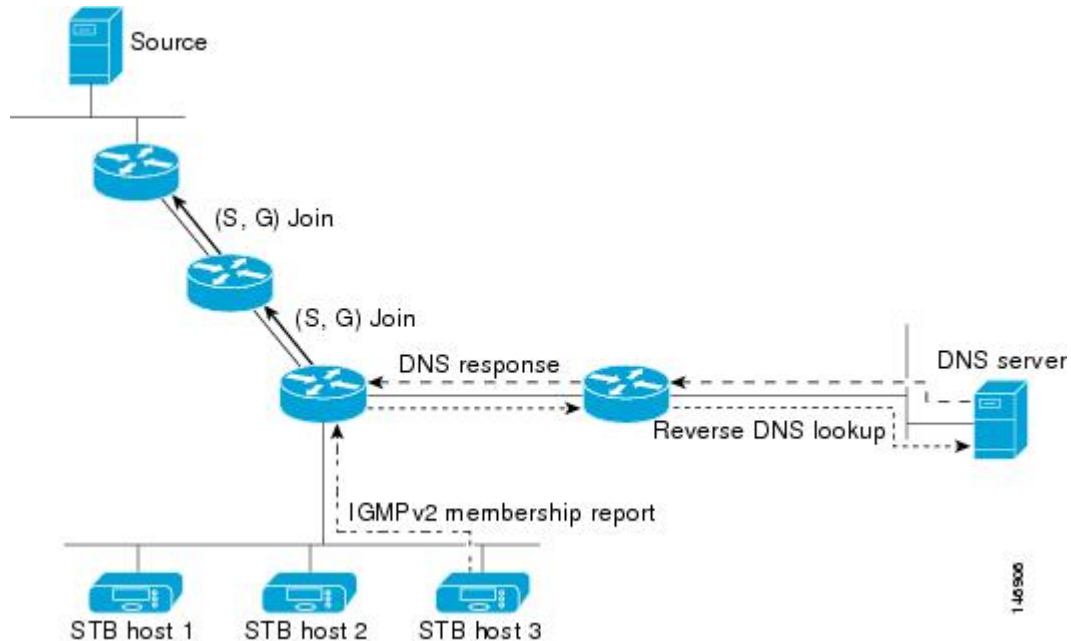 Source
(S, G) Join
(S, G) Join
DNS response
DNS server
Reverse DNS lookup
IGMPv2 membership report
STB host 1
STB host 2
STB host 3
146906